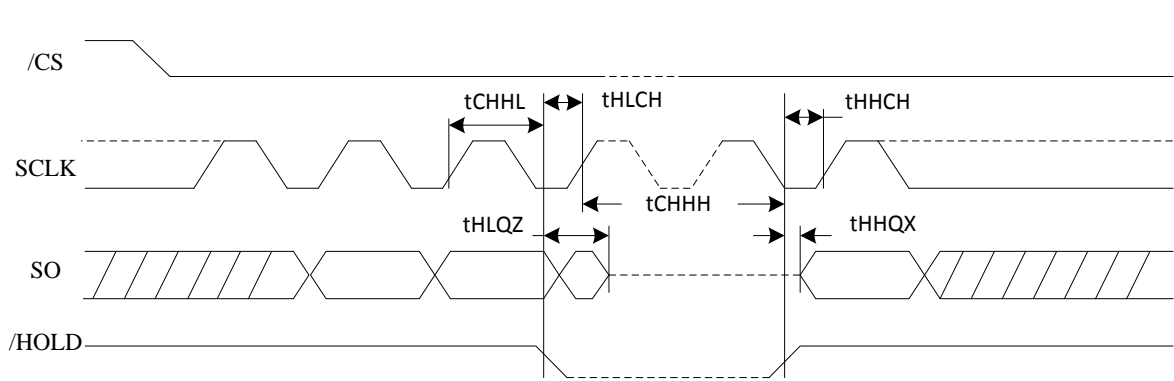 /CS
tCHHL tHLCH tHHCH
SCLK
tCHHH
tHLQZ tHHQX
SO
/HOLD